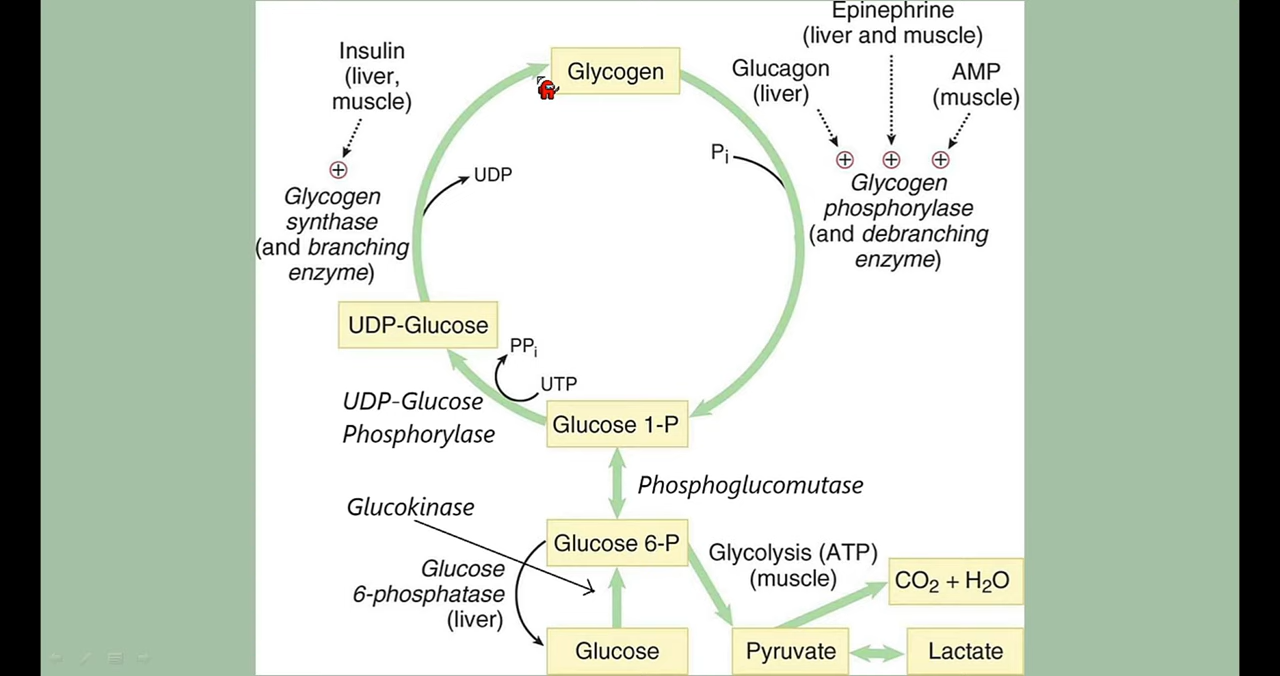 Epinephrine
(liver and muscle)
Insulin
(liver,
muscle)
Glycogen
Glucagon
(liver)
AMP
(muscle)
Pi
UDP
Glycogen
synthase
(and branching
enzyme)
Glycogen
phosphorylase
(and debranching
enzyme)
UDP-Glucose
PPi
UTP
UDP-Glucose
Phosphorylase
Glucose 1-P
Phosphoglucomutase
Glucokinase
Glucose 6-P
Glucose
6-phosphatase
(liver)
Glycolysis (ATP)
(muscle)
CO2 + H2O
Glucose
Pyruvate
Lactate